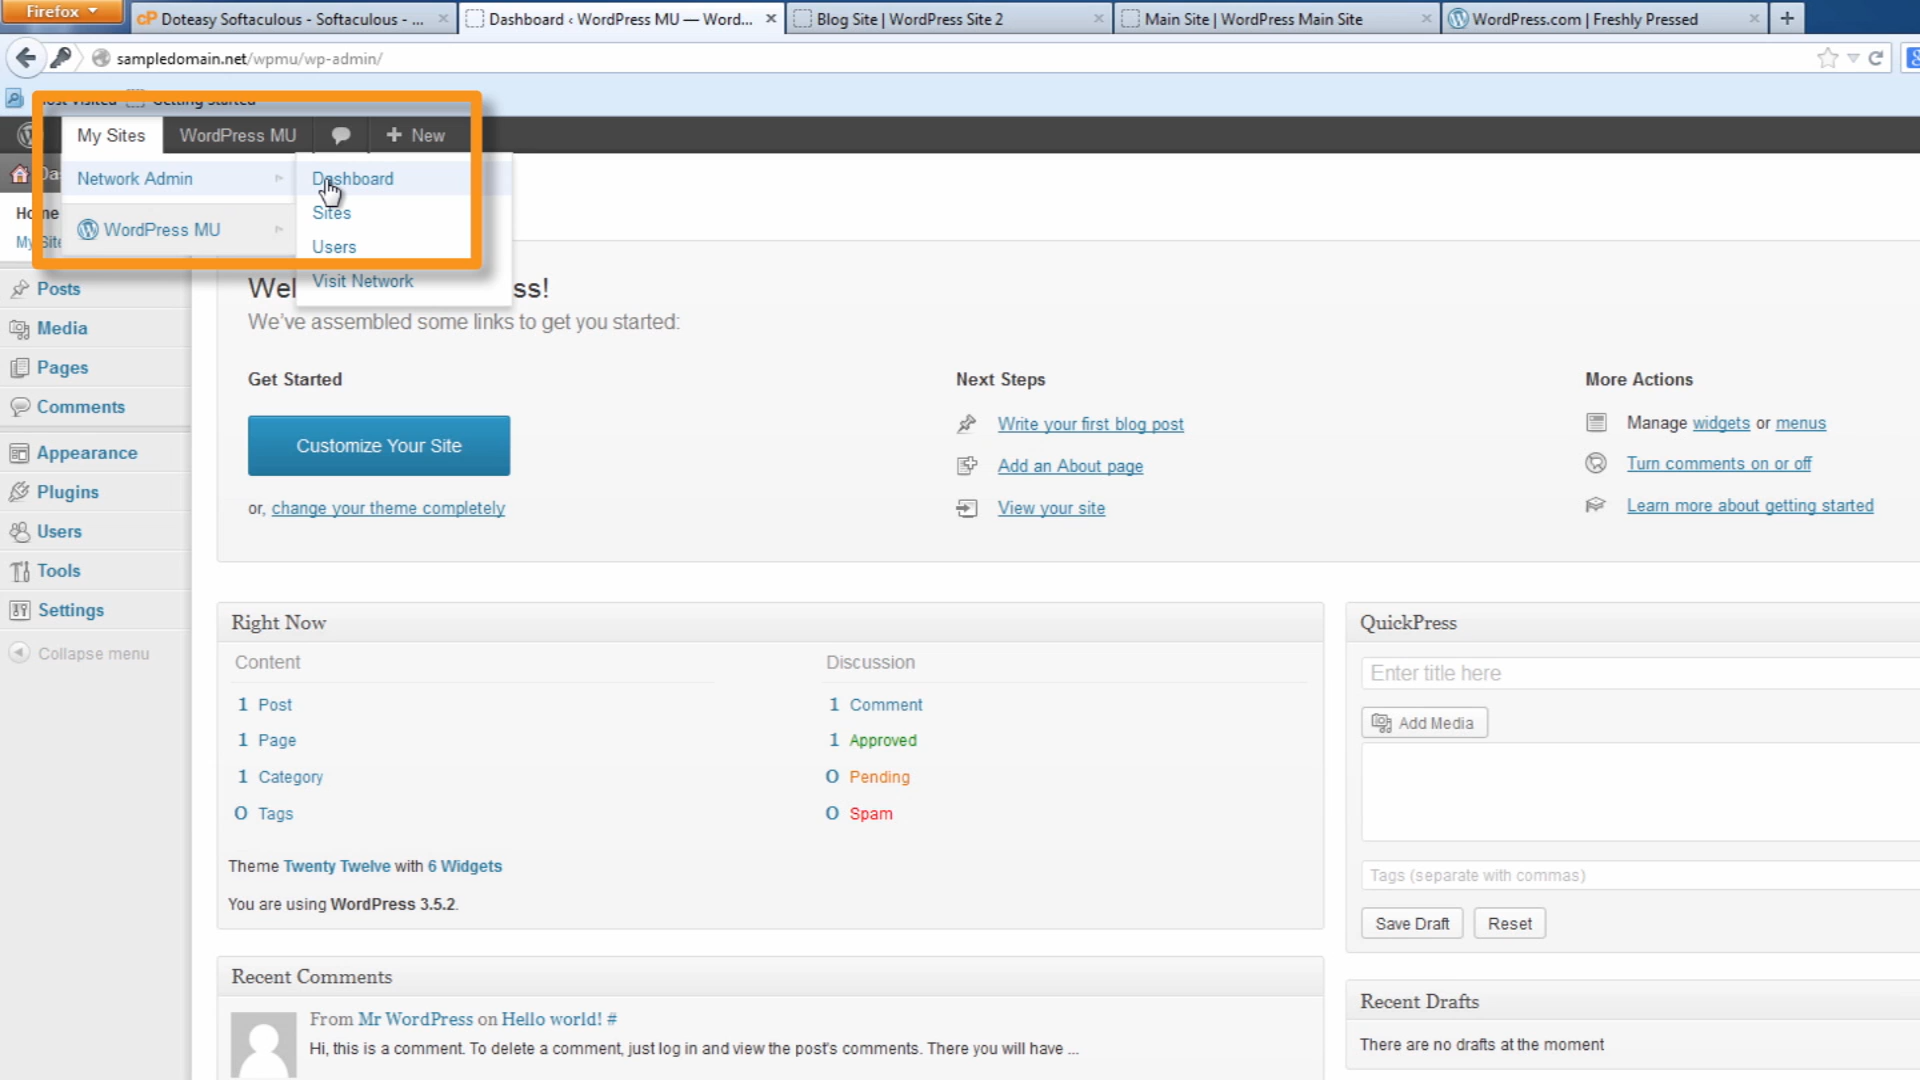 Firefox
Doteasy Softaculous - Softaculous - ...
Dashboard ‹ WordPress MU — Word...
Blog Site | WordPress Site 2
Main Site | WordPress Main Site
WordPress.com | Freshly Pressed
sampledomain.net/wpmu/wp-admin/
Getting Started
My Sites
WordPress MU
+ New
Network Admin
WordPress MU
Dashboard
Sites
Users
Visit Network
Home
Posts
Media
Pages
Comments
Appearance
Plugins
Users
Tools
Settings
Collapse menu
We've assembled some links to get you started:
Get Started
Customize Your Site
or, change your theme completely
Next Steps
Write your first blog post
Add an About page
View your site
More Actions
Manage widgets or menus
Turn comments on or off
Learn more about getting started
Right Now
Content
1 Post
1 Page
1 Category
0 Tags
Discussion
1 Comment
1 Approved
0 Pending
0 Spam
Theme Twenty Twelve with 6 Widgets
You are using WordPress 3.5.2.
Recent Comments
From Mr WordPress on Hello world! #
Hi, this is a comment. To delete a comment, just log in and view the post's comments. There you will have ...
QuickPress
Enter title here
Add Media
Tags (separate with commas)
Save Draft
Reset
Recent Drafts
There are no drafts at the moment